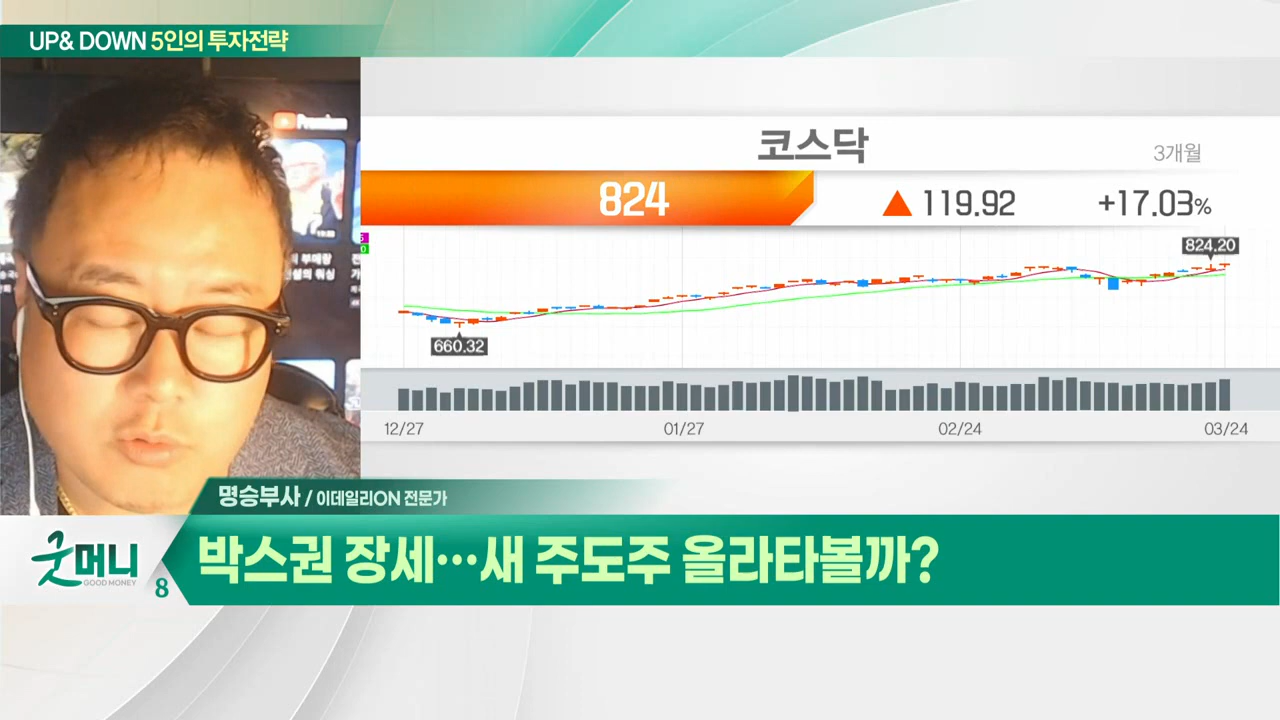 UP& DOWN 5인의 투자전략
Premium
코스닥
3개월
824
▲ 119.92
+17.03%
824.20
660.32
12/27
01/27
02/24
03/24
명승부사 / 이데일리ON 전문가
굿머니
GOOD MONEY
8
박스권 장세…새 주도주 올라타볼까?